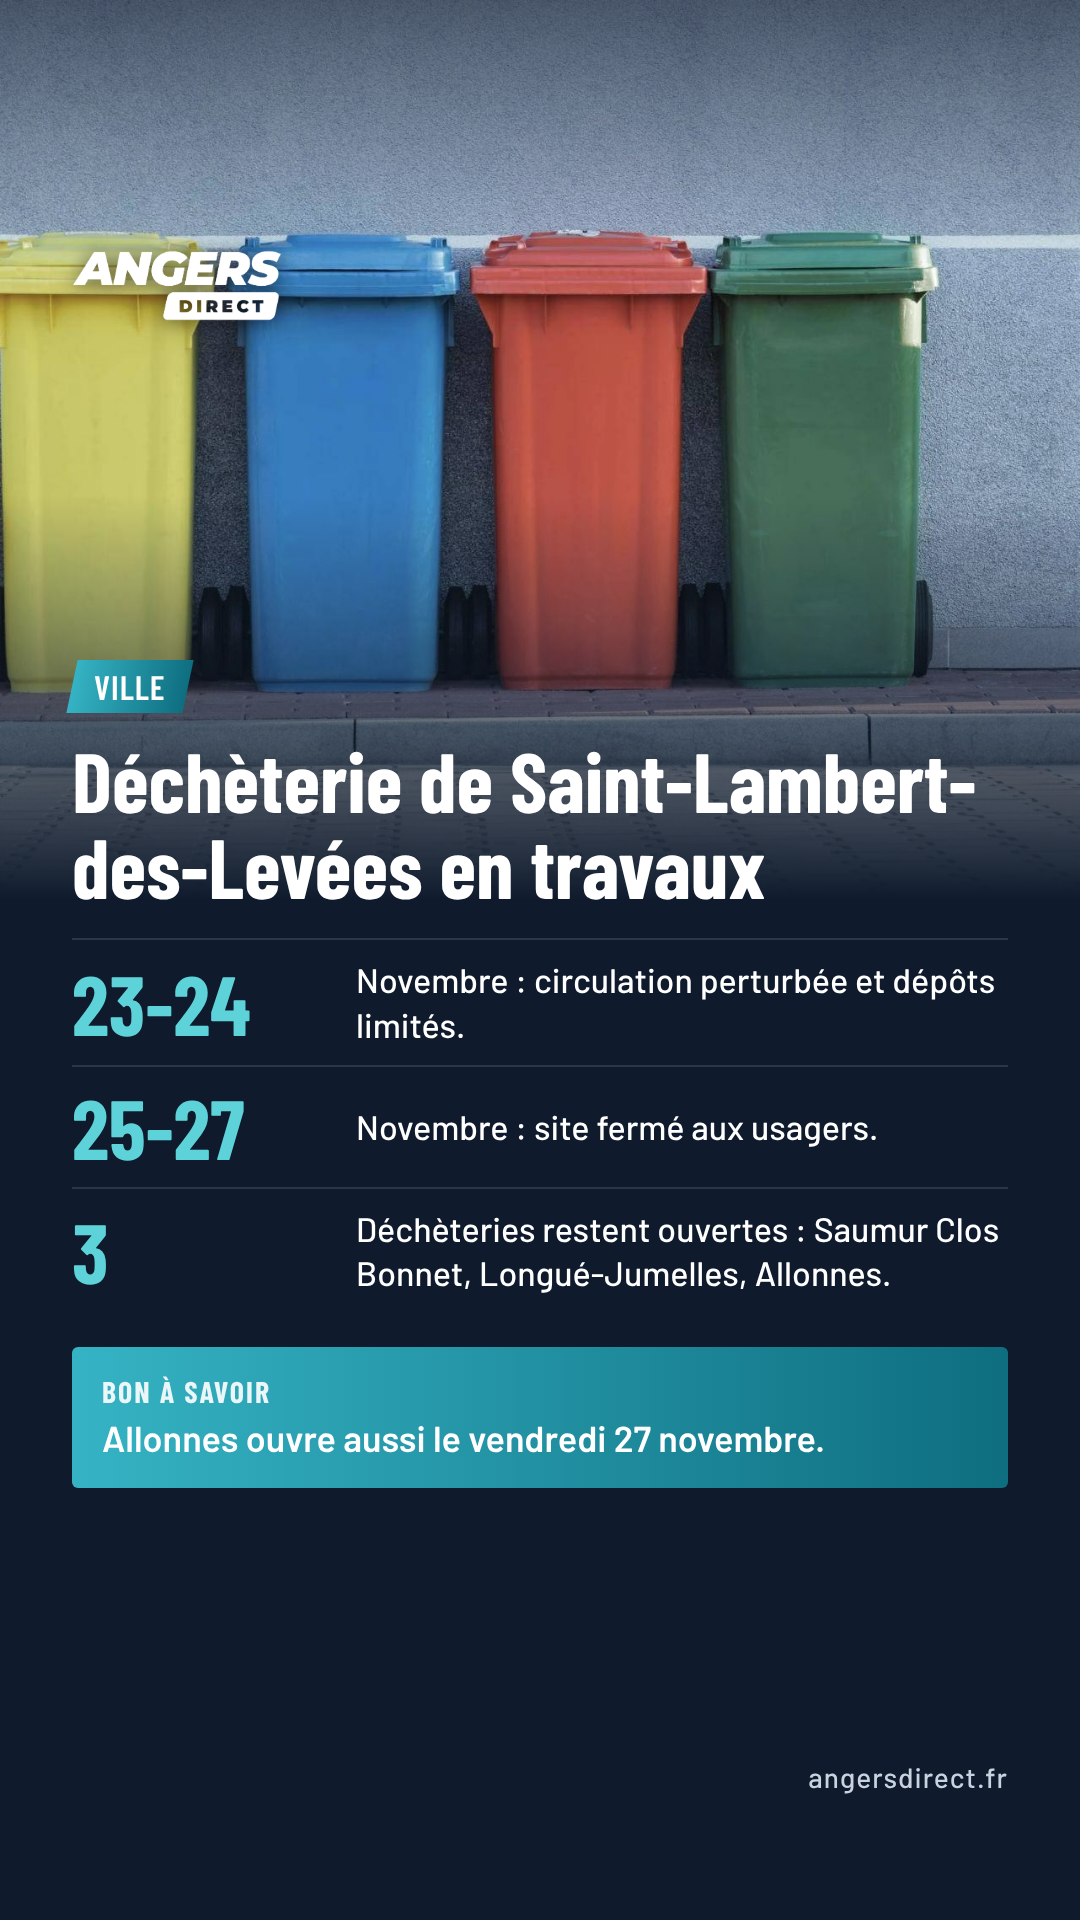 ANGERS
DIRECT
VILLE
Déchèterie de Saint-Lambert-
des-Levées en travaux
23-24
Novembre : circulation perturbée et dépôts
limités.
25-27
Novembre : site fermé aux usagers.
3
Déchèteries restent ouvertes : Saumur Clos
Bonnet, Longué-Jumelles, Allonnes.
BON À SAVOIR
Allonnes ouvre aussi le vendredi 27 novembre.
angersdirect.fr